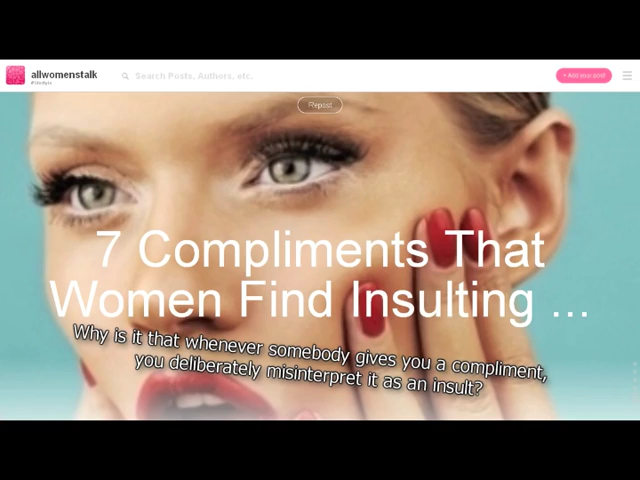 allwomenstalk
Search Posts, Authors, etc.
+ Add your post
Repost
7 Compliments That
Women Find Insulting ...
Why is it that whenever somebody gives you a compliment,
you deliberately misinterpret it as an insult?